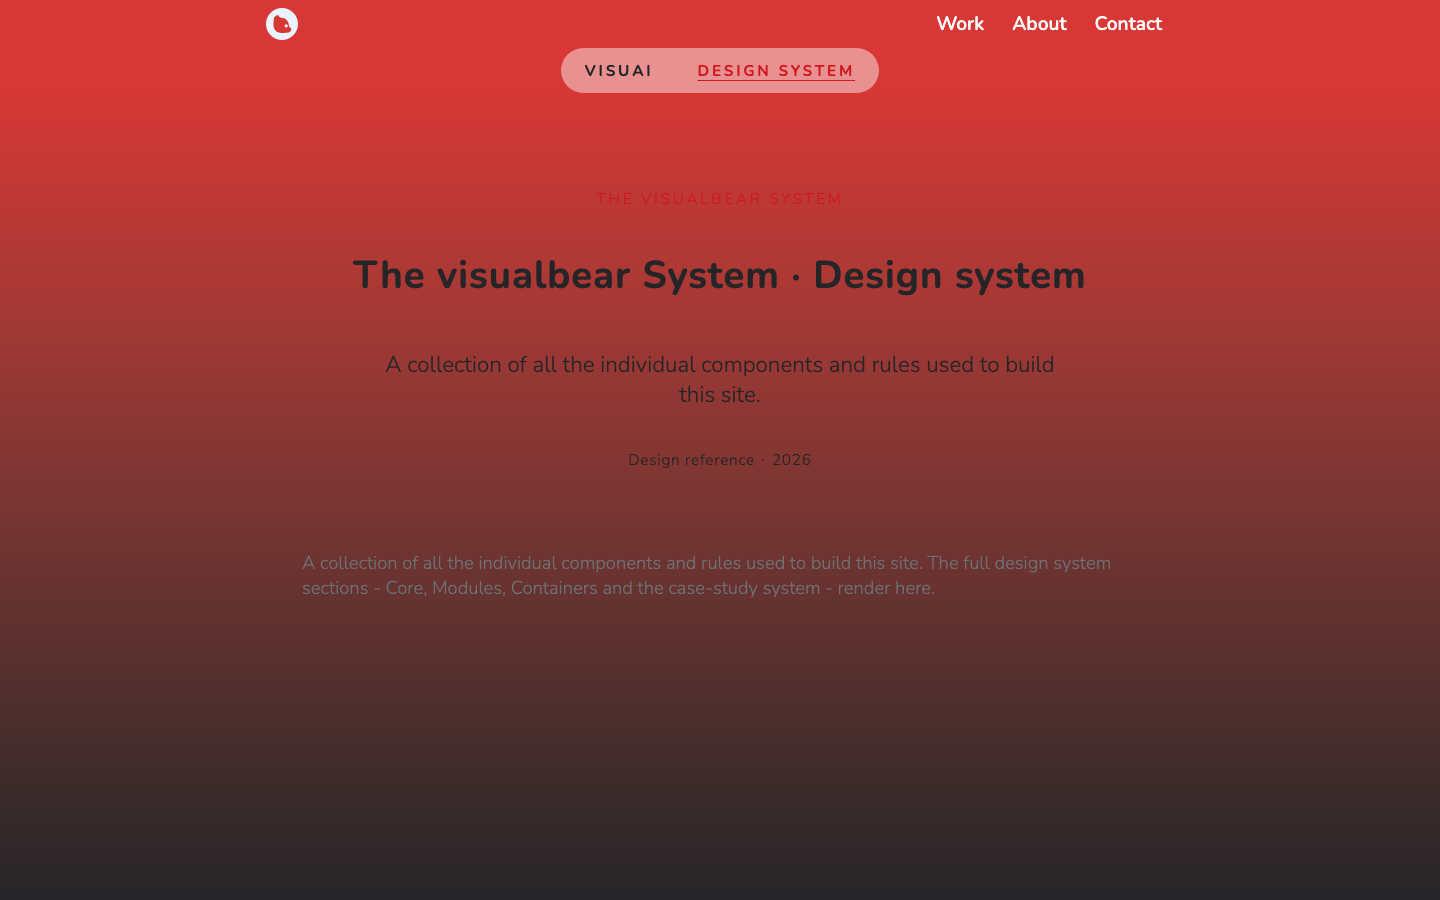 Work About Contact
VISUAI DESIGN SYSTEM
THE VISUALBEAR SYSTEM
The visualbear System · Design system
A collection of all the individual components and rules used to build
this site.
Design reference · 2026
A collection of all the individual components and rules used to build this site. The full design system
sections - Core, Modules, Containers and the case-study system - render here.